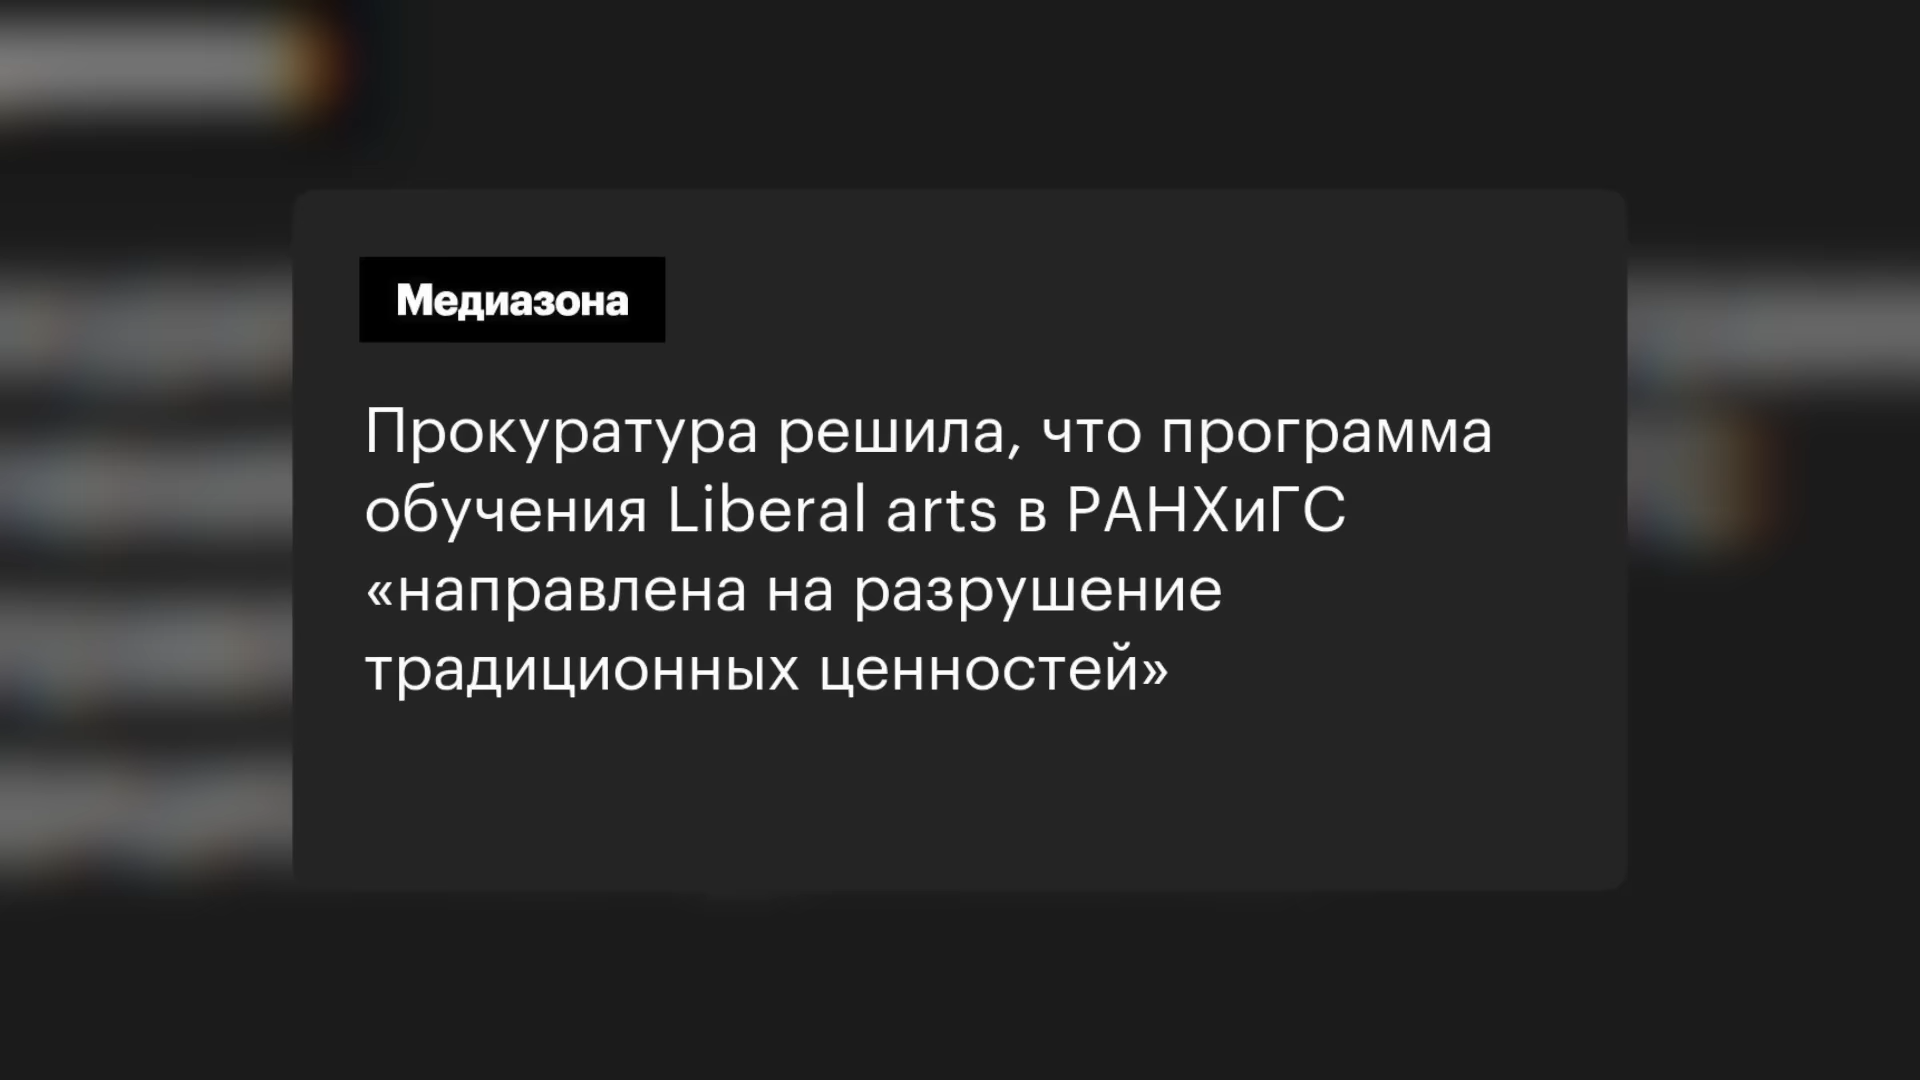 Медиазона
Прокуратура решила, что программа
обучения Liberal arts в РАНХиГС
«направлена на разрушение
традиционных ценностей»